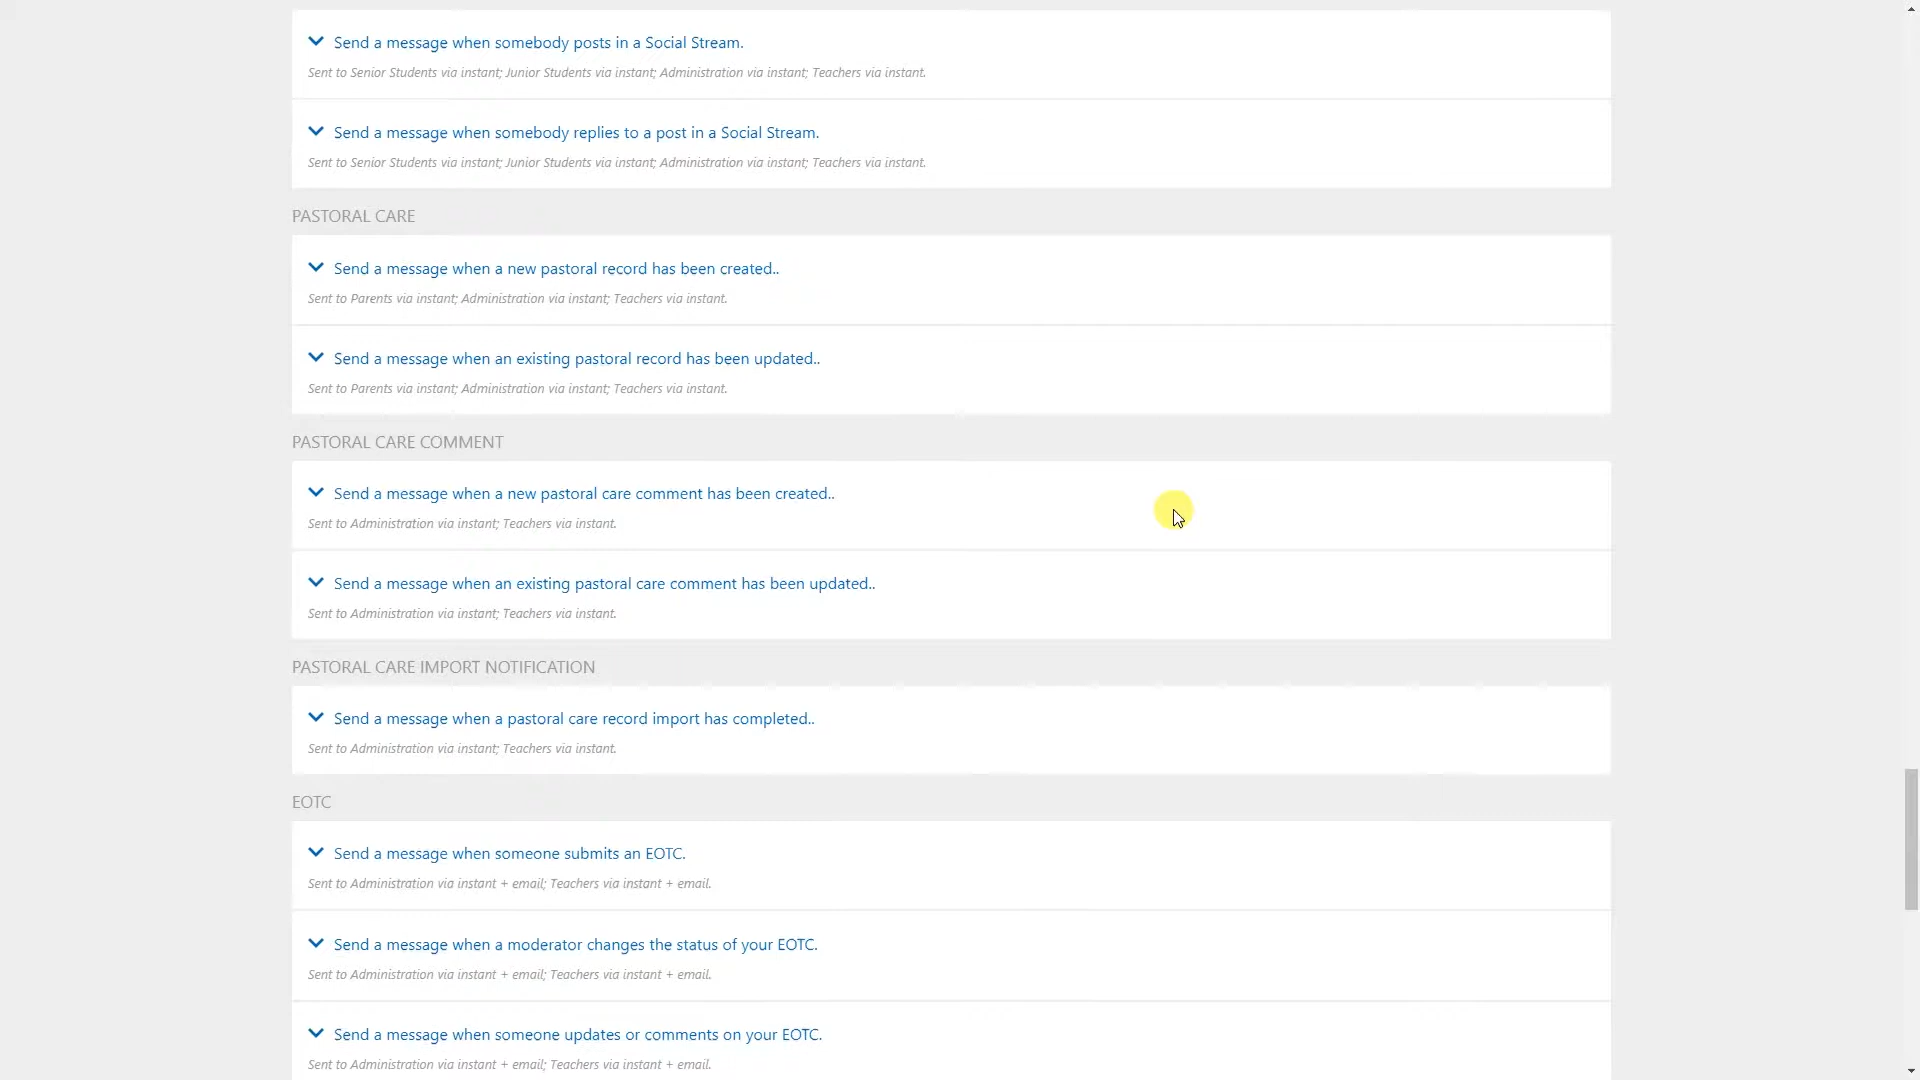 Send a message when somebody posts in a Social Stream.
Sent to Senior Students via instant; Junior Students via instant; Administration via instant; Teachers via instant.
Send a message when somebody replies to a post in a Social Stream.
Sent to Senior Students via instant; Junior Students via instant; Administration via instant; Teachers via instant.
PASTORAL CARE
Send a message when a new pastoral record has been created..
Sent to Parents via instant; Administration via instant; Teachers via instant.
Send a message when an existing pastoral record has been updated..
Sent to Parents via instant; Administration via instant; Teachers via instant.
PASTORAL CARE COMMENT
Send a message when a new pastoral care comment has been created..
Sent to Administration via instant; Teachers via instant.
Send a message when an existing pastoral care comment has been updated..
Sent to Administration via instant; Teachers via instant.
PASTORAL CARE IMPORT NOTIFICATION
Send a message when a pastoral care record import has completed..
Sent to Administration via instant; Teachers via instant.
EOTC
Send a message when someone submits an EOTC.
Sent to Administration via instant + email; Teachers via instant + email.
Send a message when a moderator changes the status of your EOTC.
Sent to Administration via instant + email; Teachers via instant + email.
Send a message when someone updates or comments on your EOTC.
Sent to Administration via instant + email; Teachers via instant + email.